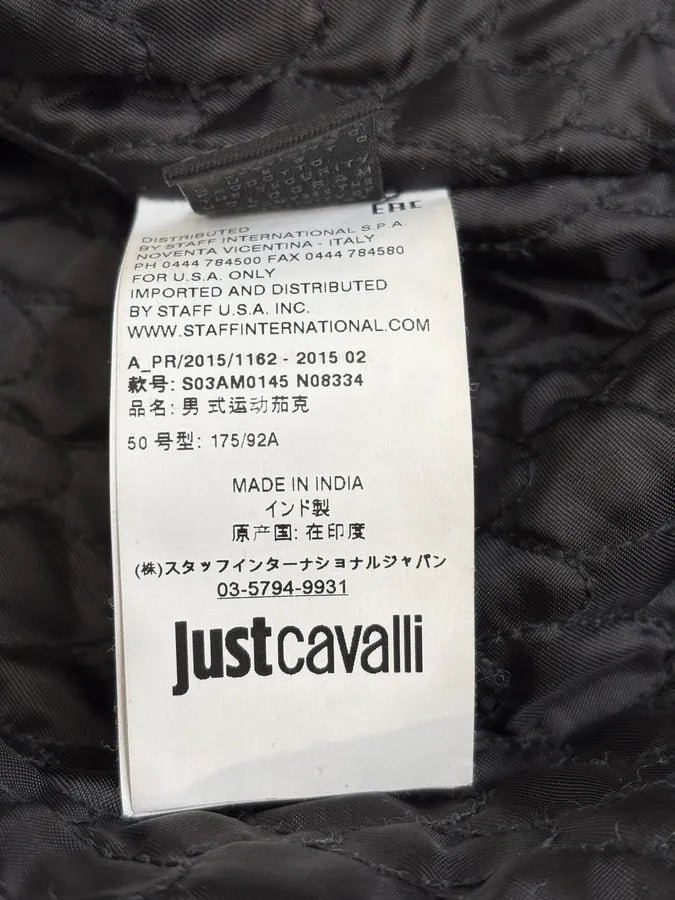 EAC
DISTRIBUTED
BY STAFF INTERNATIONAL S.P.A.
NOVENTA VICENTINA - ITALY
PH 0444 784500 FAX 0444 784580
FOR U.S.A. ONLY
IMPORTED AND DISTRIBUTED
BY STAFF U.S.A. INC.
WWW.STAFFINTERNATIONAL.COM
A_PR/2015/1162 - 2015 02
款号: S03AM0145 N08334
品名: 男 式运动茄克
50 号型: 175/92A
MADE IN INDIA
インド製
原产国: 在印度
(株)スタッフインターナショナルジャパン
03-5794-9931
Justcavalli